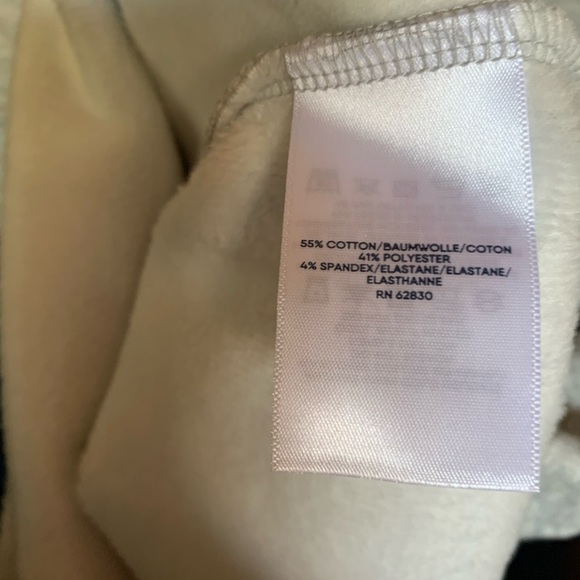 55% COTTON/BAUMWOLLE/COTON
41% POLYESTER
4% SPANDEX/ELASTANE/ELASTANE/
ELASTHANNE
RN 62830